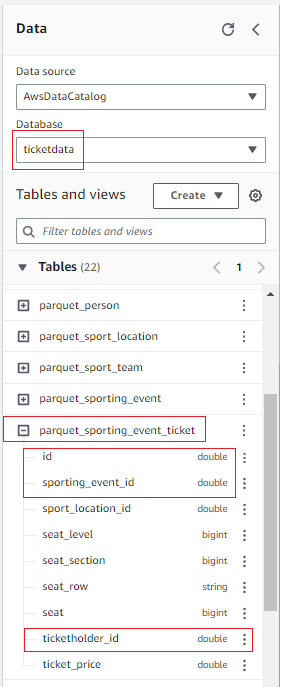 Data
Data source
AwsDataCatalog
Database
ticketdata
Tables and views
Create
Filter tables and views
Tables (22)
1
parquet_person
parquet_sport_location
parquet_sport_team
parquet_sporting_event
parquet_sporting_event_ticket
id double
sporting_event_id double
sport_location_id double
seat_level bigint
seat_section bigint
seat_row string
seat bigint
ticketholder_id double
ticket_price double